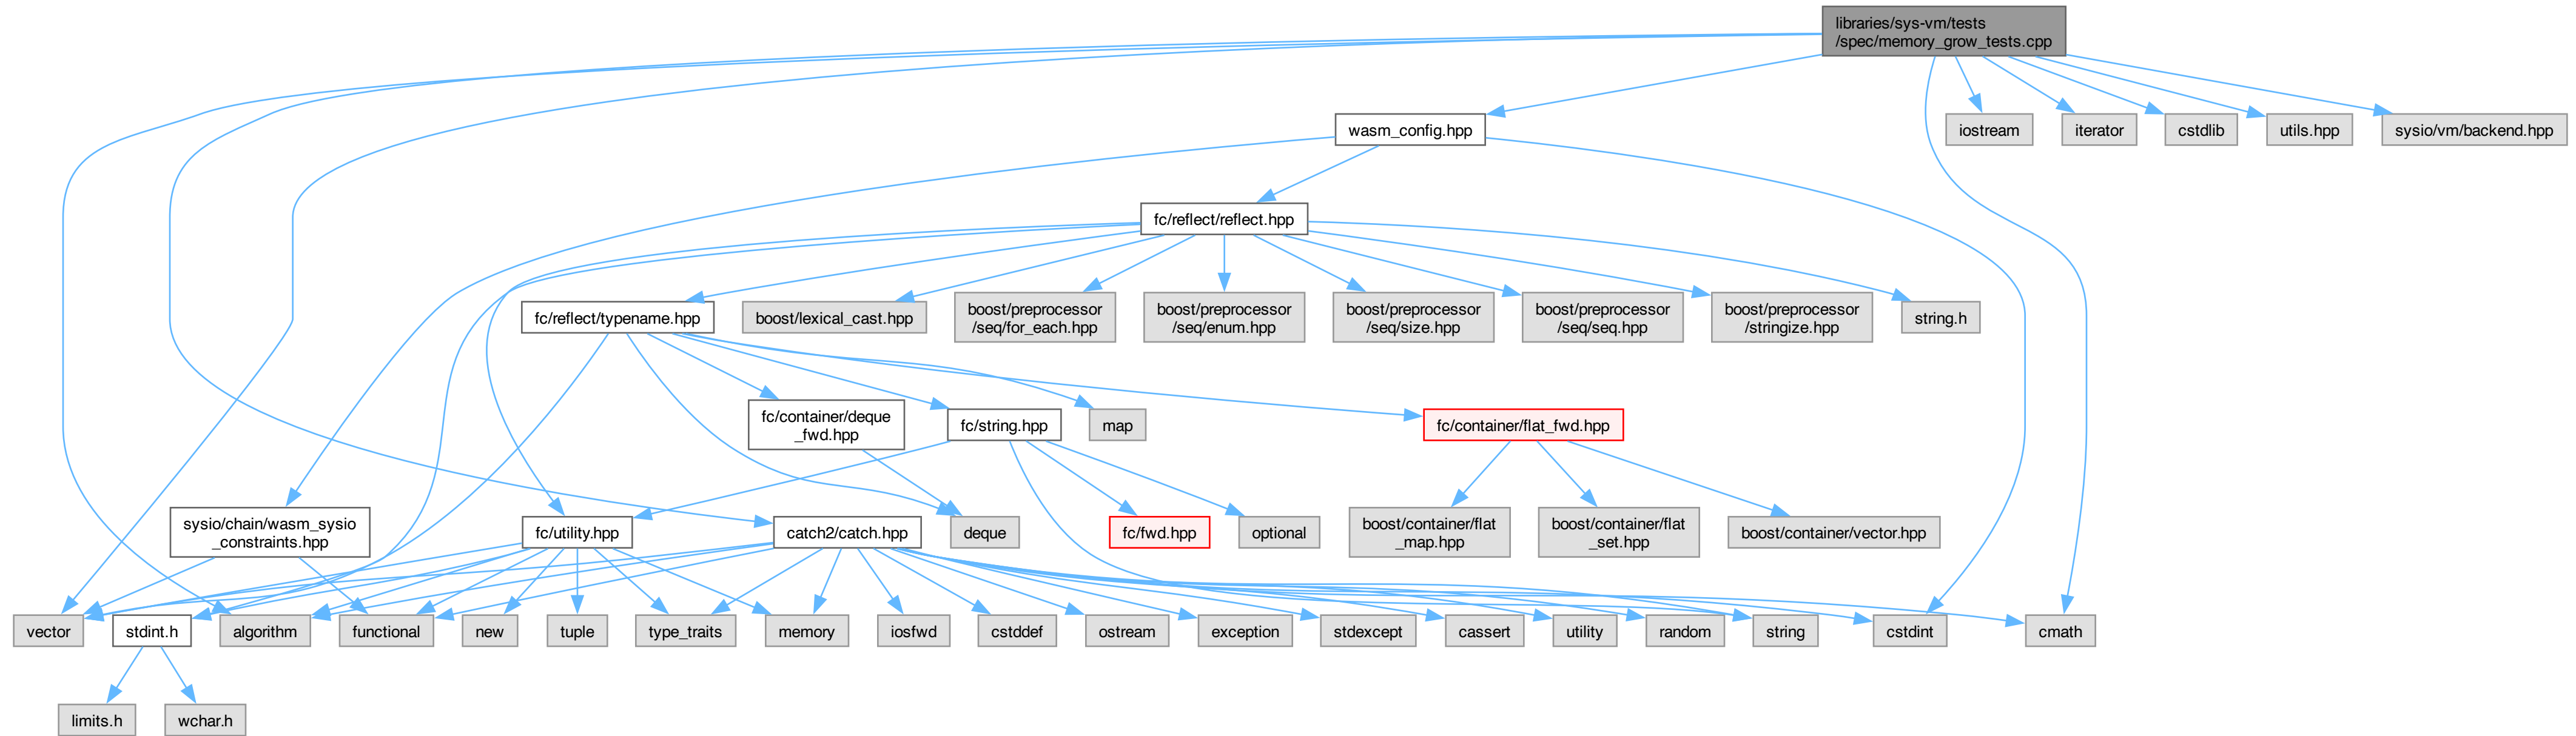 libraries/sys-vm/tests
/spec/memory_grow_tests.cpp
wasm_config.hpp
iostream
iterator
cstdlib
utils.hpp
sysio/vm/backend.hpp
fc/reflect/reflect.hpp
fc/reflect/typename.hpp
boost/lexical_cast.hpp
boost/preprocessor
/seq/for_each.hpp
boost/preprocessor
/seq/enum.hpp
boost/preprocessor
/seq/size.hpp
boost/preprocessor
/seq/seq.hpp
boost/preprocessor
/stringize.hpp
string.h
fc/container/deque
_fwd.hpp
fc/string.hpp
map
fc/container/flat_fwd.hpp
sysio/chain/wasm_sysio
_constraints.hpp
fc/utility.hpp
catch2/catch.hpp
deque
fc/fwd.hpp
optional
boost/container/flat
_map.hpp
boost/container/flat
_set.hpp
boost/container/vector.hpp
vector
stdint.h
algorithm
functional
new
tuple
type_traits
memory
iosfwd
cstddef
ostream
exception
stdexcept
cassert
utility
random
string
cstdint
cmath
limits.h
wchar.h